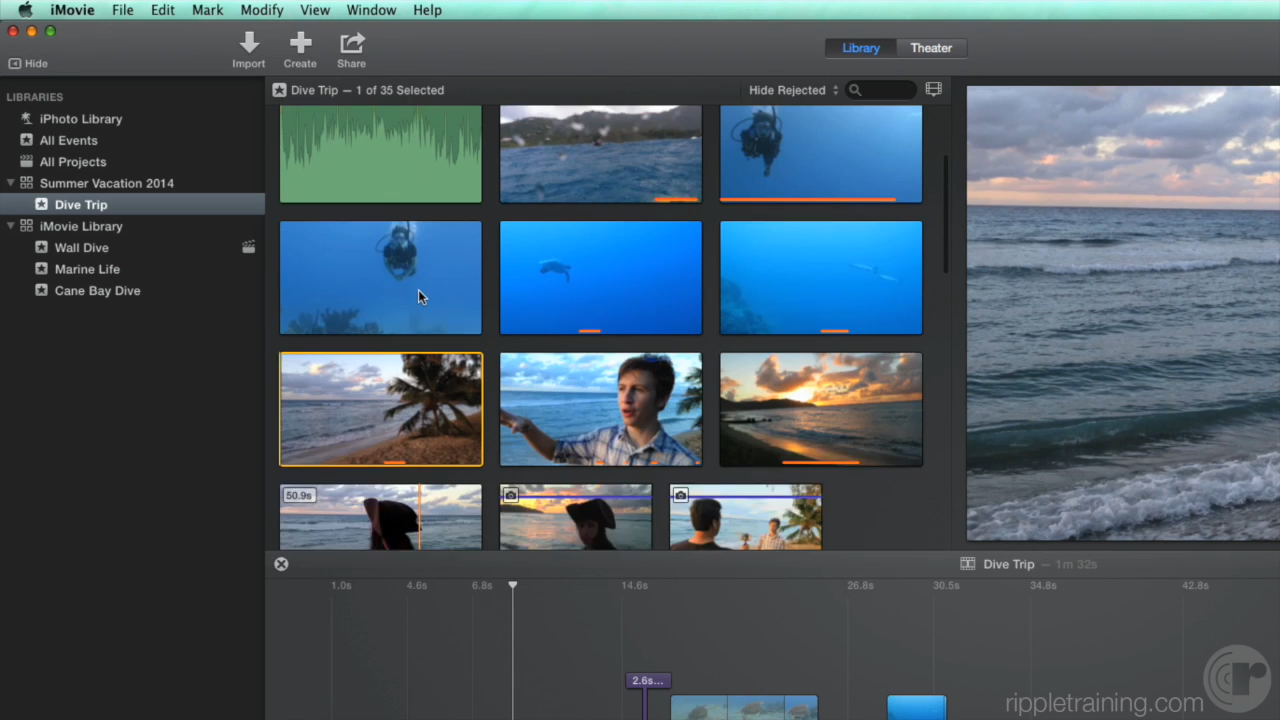 iMovie File Edit Mark Modify View Window Help
Hide
Import Create Share
Library Theater
LIBRARIES
iPhoto Library
All Events
All Projects
Summer Vacation 2014
Dive Trip
iMovie Library
Wall Dive
Marine Life
Cane Bay Dive
Dive Trip — 1 of 35 Selected
Hide Rejected
50.9s
Dive Trip — 1m 32s
1.0s 4.6s 6.8s 14.6s 26.8s 30.5s 34.8s 42.8s
2.6s...
rippletraining.com